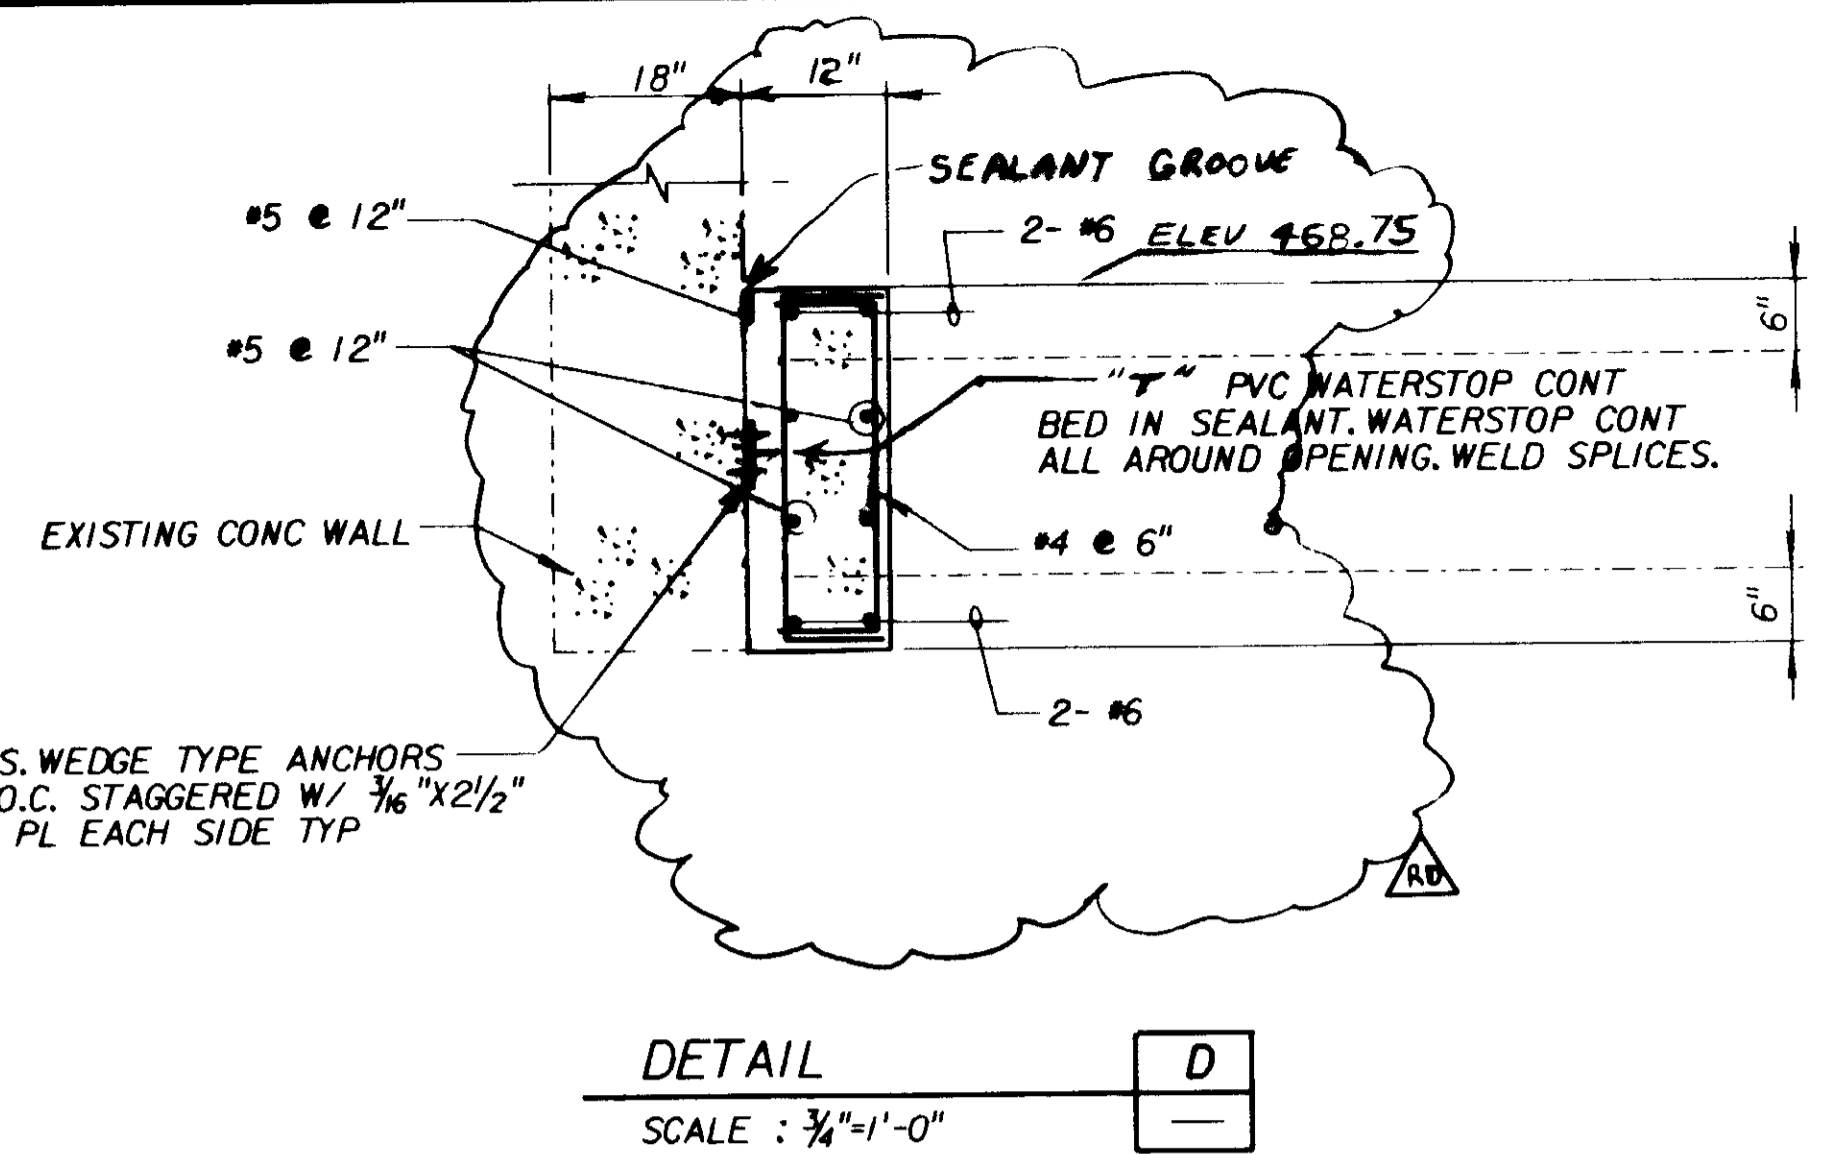 18"
12"
SEALANT GROOVE
#5 @ 12"
2- #6
ELEV 468.75
6"
#5 @ 12"
"T" PVC WATERSTOP CONT
BED IN SEALANT. WATERSTOP CONT
ALL AROUND OPENING. WELD SPLICES.
EXISTING CONC WALL
#4 @ 6"
6"
2- #6
S. WEDGE TYPE ANCHORS
O.C. STAGGERED W/ 3/16"X2 1/2"
PL EACH SIDE TYP
DETAIL
D
SCALE : 3/4"=1'-0"
—